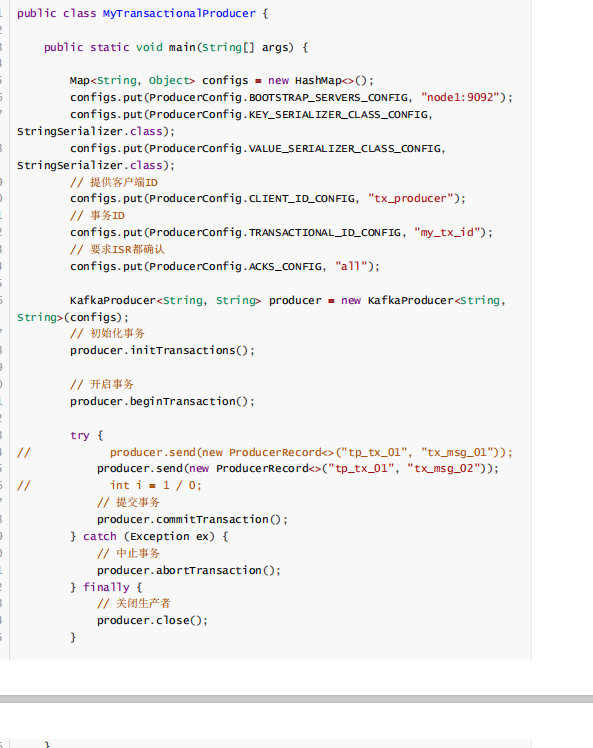 public class MyTransactionalProducer {
public static void main(String[] args) {
Map<String, Object> configs = new HashMap<>();
configs.put(ProducerConfig.BOOTSTRAP_SERVERS_CONFIG, "node1:9092");
configs.put(ProducerConfig.KEY_SERIALIZER_CLASS_CONFIG,
StringSerializer.class);
configs.put(ProducerConfig.VALUE_SERIALIZER_CLASS_CONFIG,
StringSerializer.class);
// 提供客户端ID
configs.put(ProducerConfig.CLIENT_ID_CONFIG, "tx_producer");
// 事务ID
configs.put(ProducerConfig.TRANSACTIONAL_ID_CONFIG, "my_tx_id");
// 要求ISR都确认
configs.put(ProducerConfig.ACKS_CONFIG, "all");
KafkaProducer<String, String> producer = new KafkaProducer<String,
String>(configs);
// 初始化事务
producer.initTransactions();
// 开启事务
producer.beginTransaction();
try {
// producer.send(new ProducerRecord<>("tp_tx_01", "tx_msg_01"));
producer.send(new ProducerRecord<>("tp_tx_01", "tx_msg_02"));
// int i = 1 / 0;
// 提交事务
producer.commitTransaction();
} catch (Exception ex) {
// 中止事务
producer.abortTransaction();
} finally {
// 关闭生产者
producer.close();
}
}